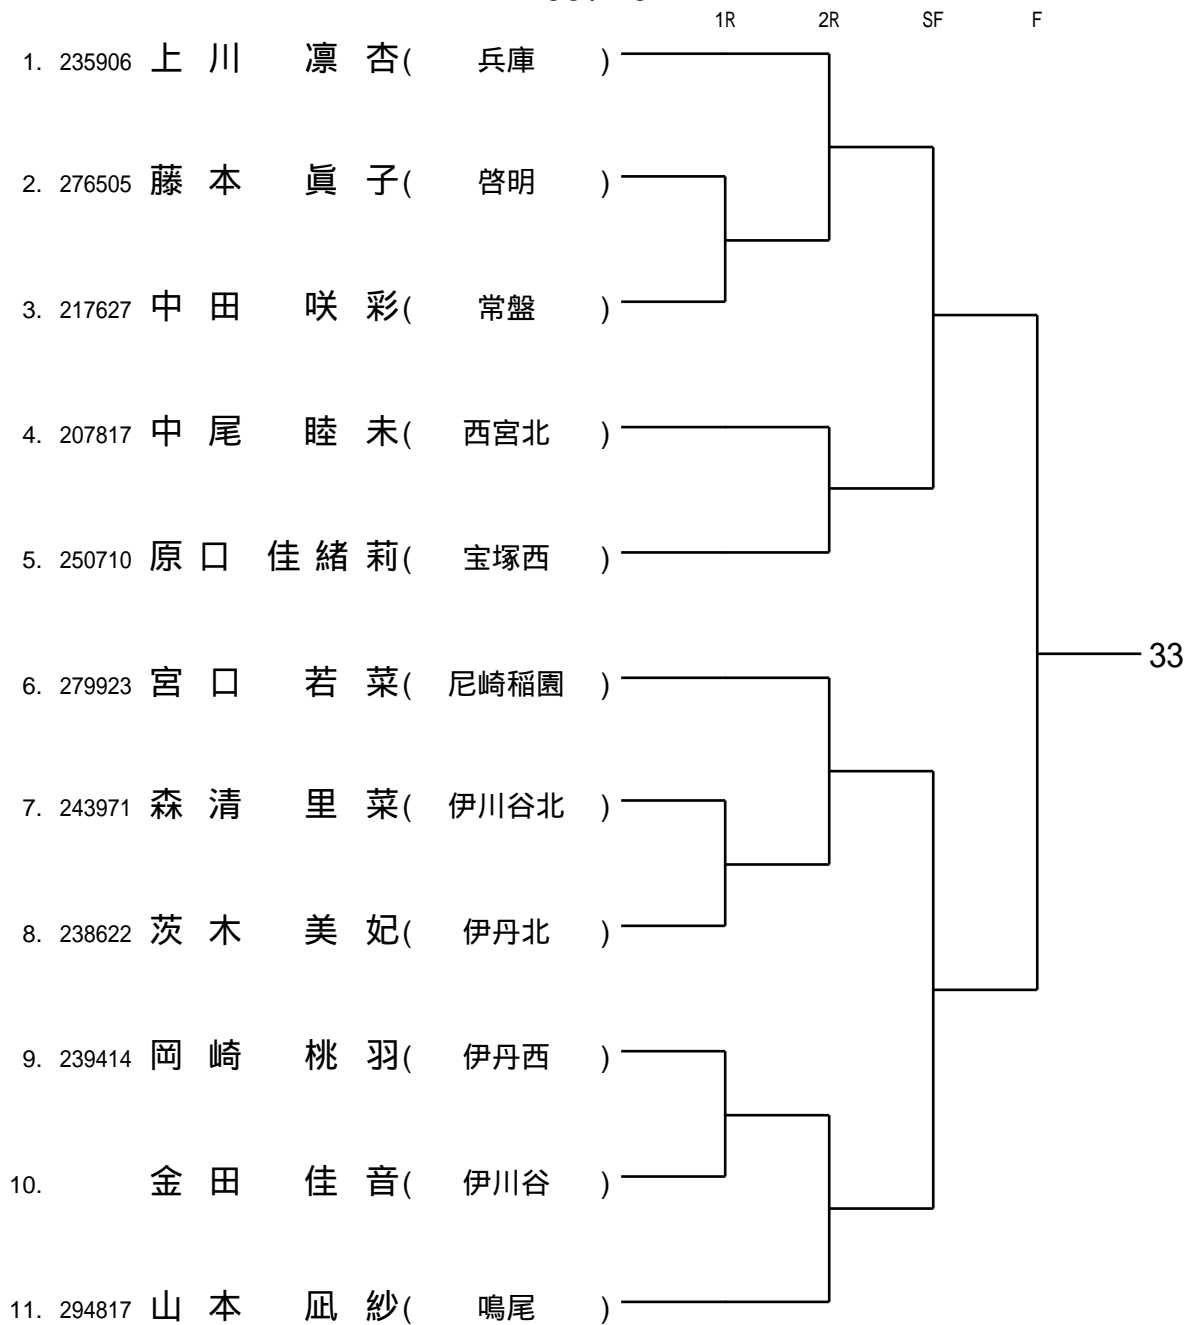 1R 2R SF F
1. 235906 上川 凛杏( 兵庫 )
2. 276505 藤本 眞子( 啓明 )
3. 217627 中田 咲彩( 常盤 )
4. 207817 中尾 睦未( 西宮北 )
5. 250710 原口 佳緒莉( 宝塚西 )
33
6. 279923 宮口 若菜( 尼崎稲園 )
7. 243971 森清 里菜( 伊川谷北 )
8. 238622 茨木 美妃( 伊丹北 )
9. 239414 岡崎 桃羽( 伊丹西 )
10. 金田 佳音( 伊川谷 )
11. 294817 山本 凪紗( 鳴尾 )